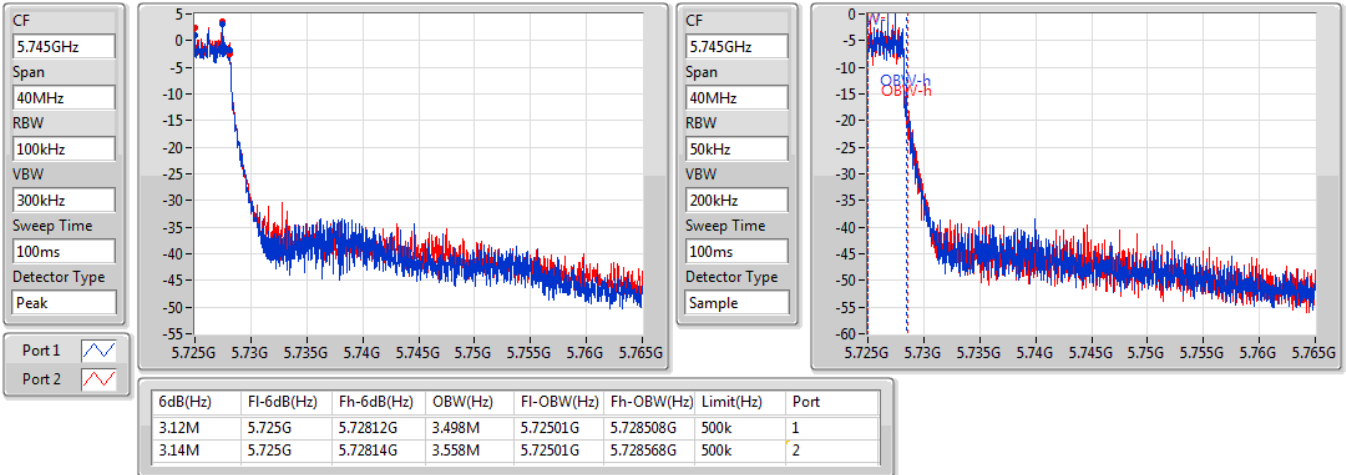 CF
5.745GHz
Span
40MHz
RBW
100kHz
VBW
300kHz
Sweep Time
100ms
Detector Type
Peak
Port 1
Port 2
5
0
-5
-10
-15
-20
-25
-30
-35
-40
-45
-50
-55
5.725G 5.73G 5.735G 5.74G 5.745G 5.75G 5.755G 5.76G 5.765G
CF
5.745GHz
Span
40MHz
RBW
50kHz
VBW
200kHz
Sweep Time
100ms
Detector Type
Sample
0
-5
-10
-15
-20
-25
-30
-35
-40
-45
-50
-55
-60
OBW-h
OBW-h
5.725G 5.73G 5.735G 5.74G 5.745G 5.75G 5.755G 5.76G 5.765G
6dB(Hz) Fl-6dB(Hz) Fh-6dB(Hz) OBW(Hz) Fl-OBW(Hz) Fh-OBW(Hz) Limit(Hz) Port
3.12M 5.725G 5.72812G 3.498M 5.72501G 5.728508G 500k 1
3.14M 5.725G 5.72814G 3.558M 5.72501G 5.728568G 500k 2